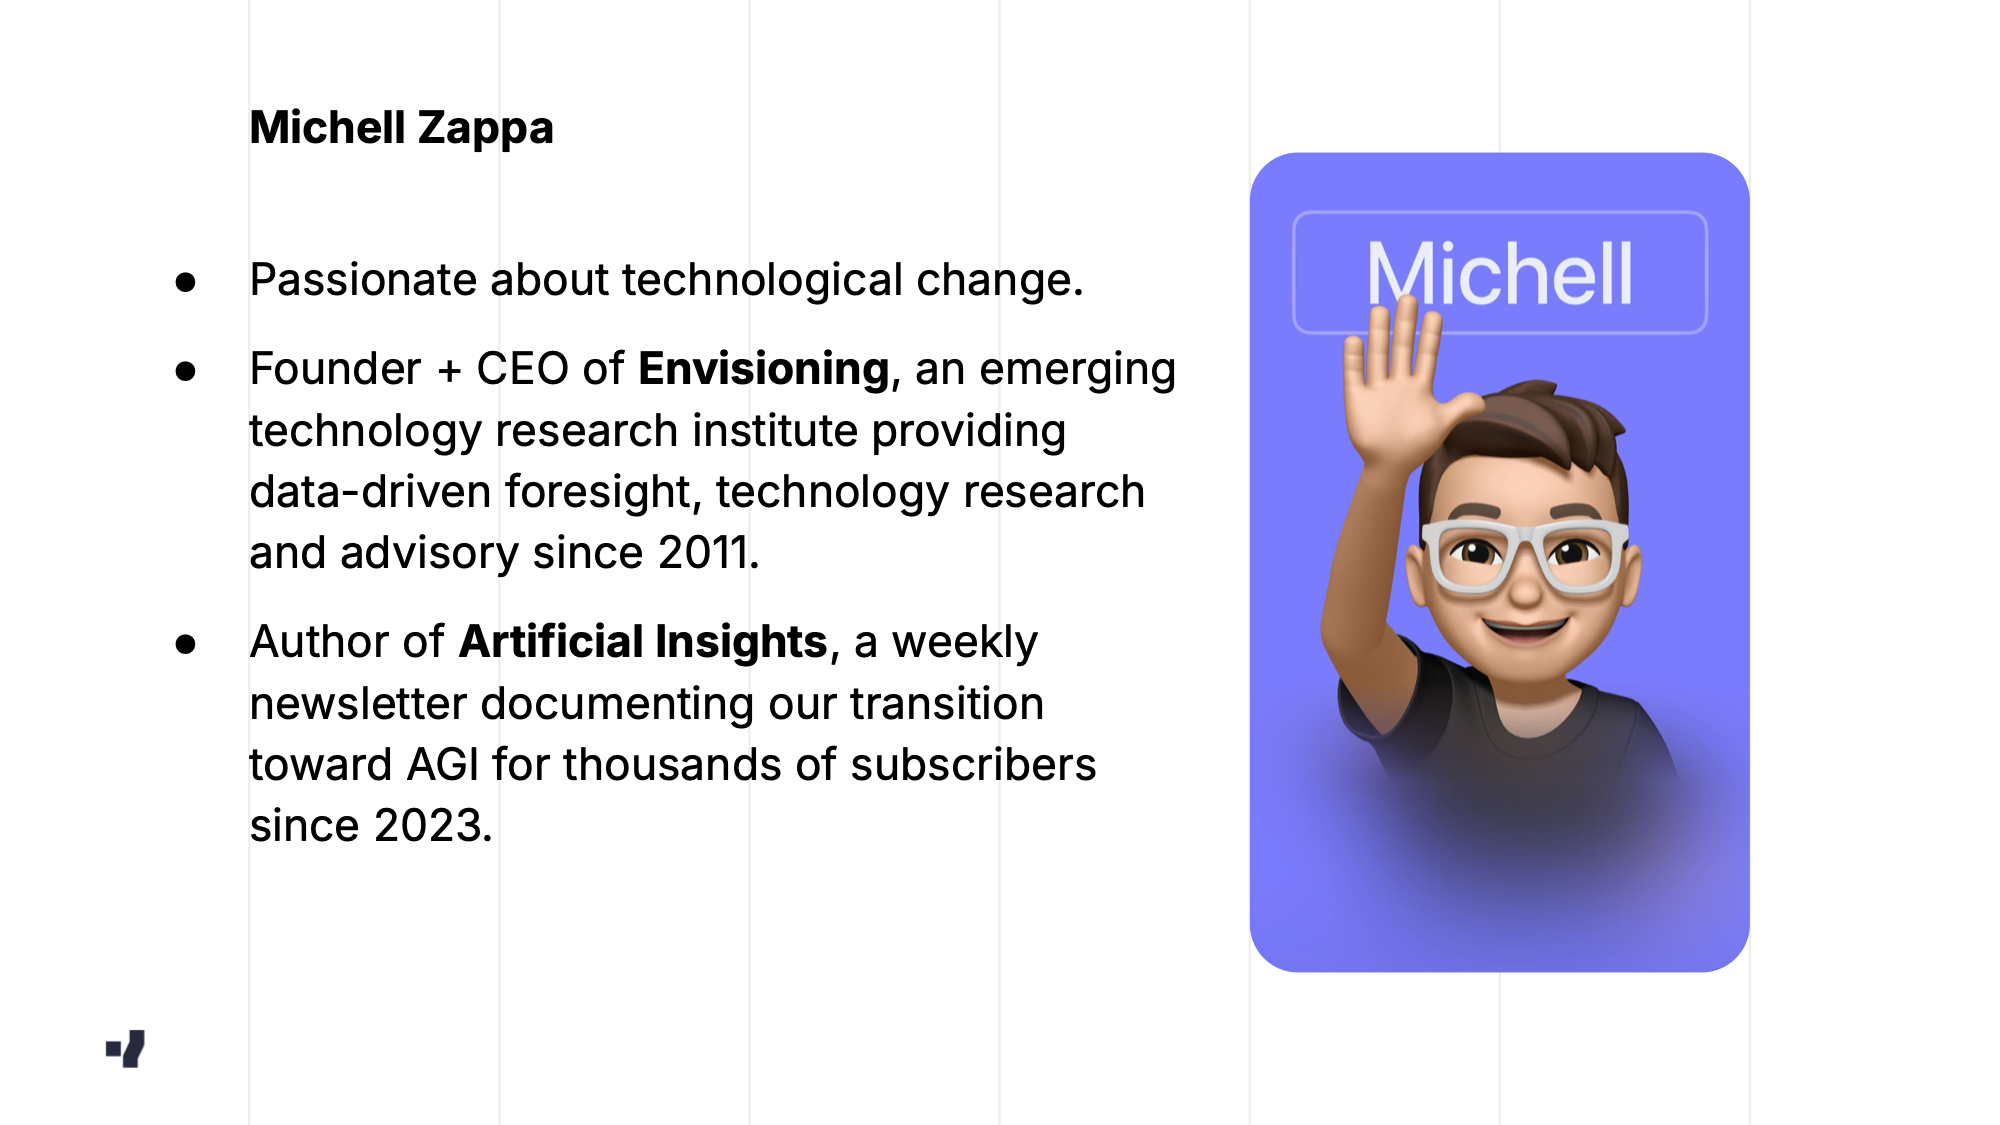 Michell Zappa
● Passionate about technological change.
● Founder + CEO of Envisioning, an emerging
technology research institute providing
data-driven foresight, technology research
and advisory since 2011.
● Author of Artificial Insights, a weekly
newsletter documenting our transition
toward AGI for thousands of subscribers
since 2023.
Michell